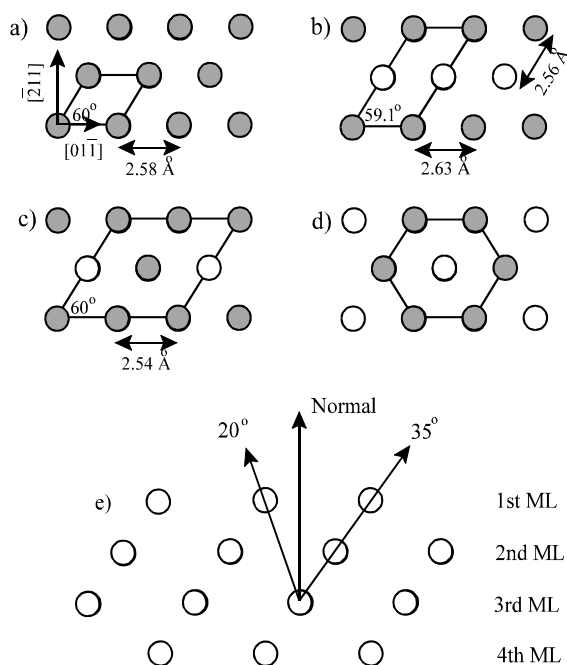 a)
[2̄11]
60°
[011̄]
2.58 Å
b)
2.56 Å
59.1°
2.63 Å
c)
60°
2.54 Å
d)
Normal
20°
35°
e)
1st ML
2nd ML
3rd ML
4th ML